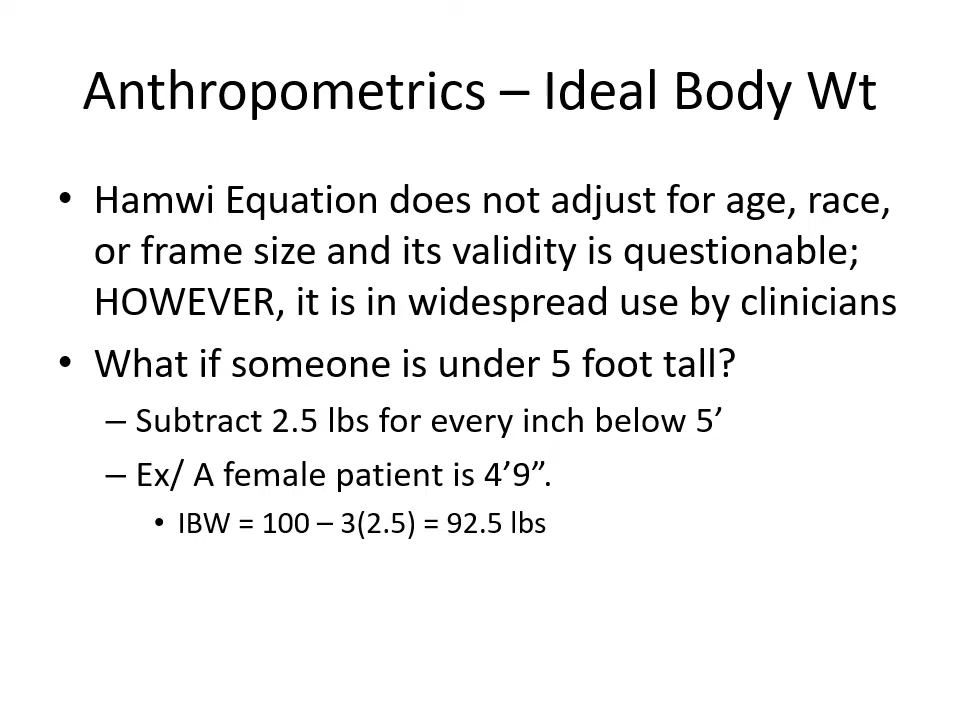 Anthropometrics – Ideal Body Wt
• Hamwi Equation does not adjust for age, race,
or frame size and its validity is questionable;
HOWEVER, it is in widespread use by clinicians
• What if someone is under 5 foot tall?
– Subtract 2.5 lbs for every inch below 5’
– Ex/ A female patient is 4’9”.
• IBW = 100 – 3(2.5) = 92.5 lbs